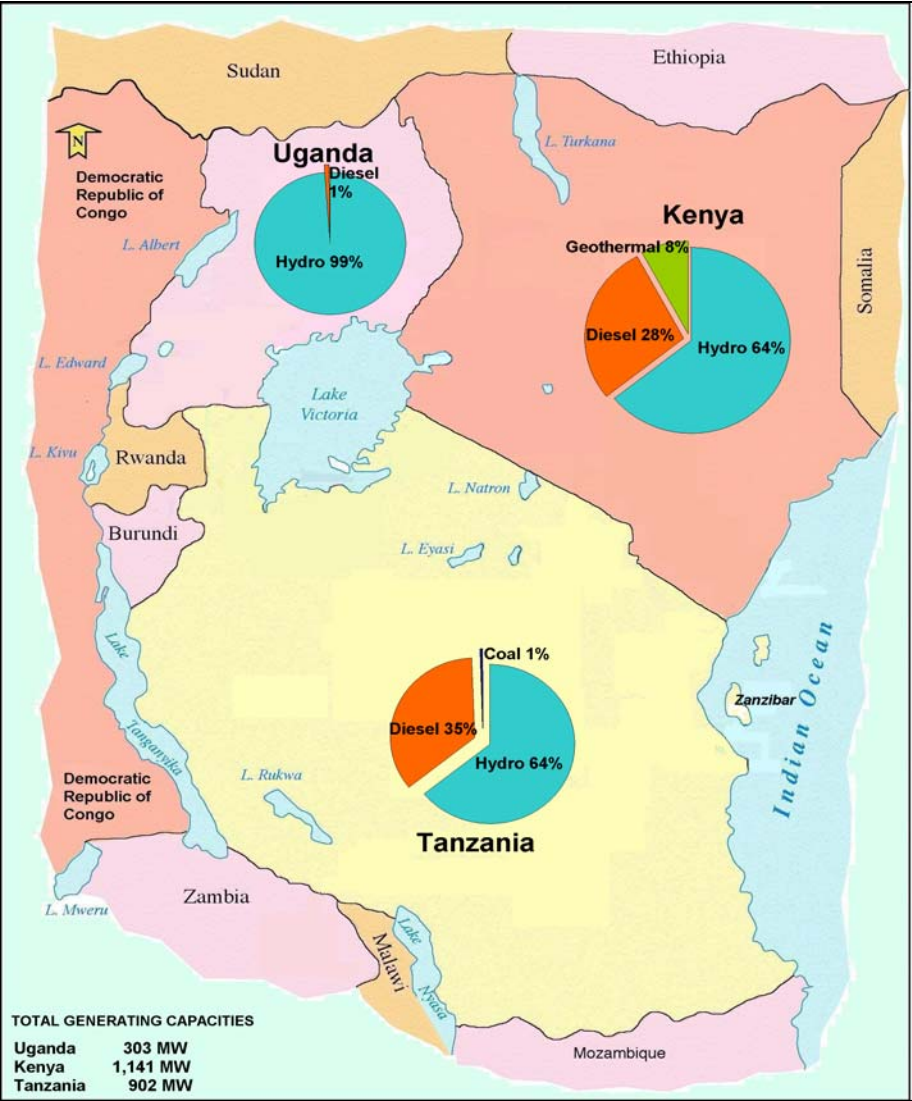 Sudan
Ethiopia
N
L. Turkana
Democratic
Republic of
Congo
Uganda
Diesel
1%
Hydro 99%
L. Albert
Kenya
Geothermal 8%
Diesel 28%
Hydro 64%
Somalia
L. Edward
Lake
Victoria
L. Kivu
Rwanda
L. Natron
Burundi
L. Eyasi
Lake
Tanganyika
Indian Ocean
Zanzibar
Coal 1%
Diesel 35%
Hydro 64%
Tanzania
Democratic
Republic of
Congo
L. Rukwa
Zambia
L. Mweru
Malawi
Lake
Nyasa
Mozambique
TOTAL GENERATING CAPACITIES
Uganda 303 MW
Kenya 1,141 MW
Tanzania 902 MW